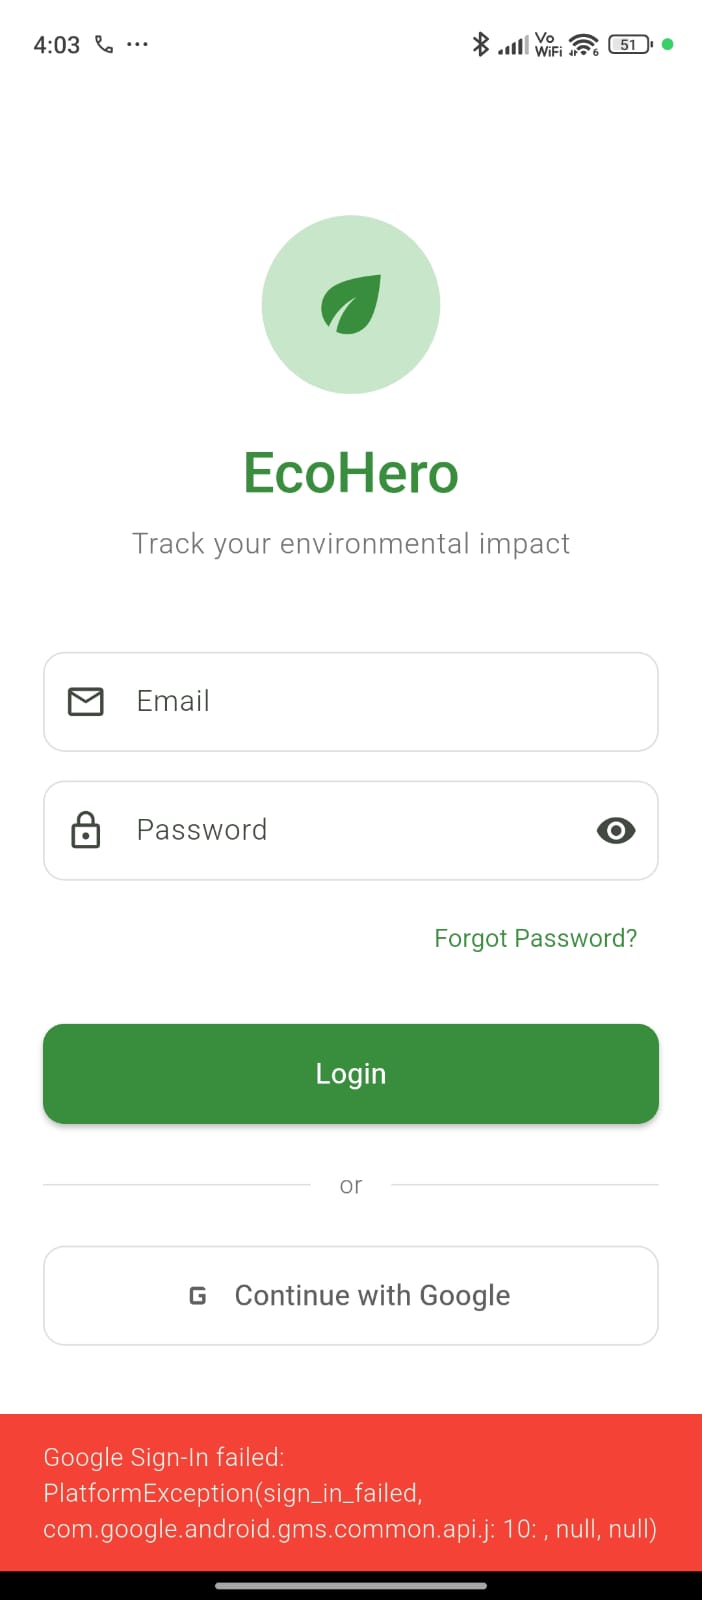 4:03
Vo
WiFi
6
51
EcoHero
Track your environmental impact
Email
Password
Forgot Password?
Login
or
G Continue with Google
Google Sign-In failed:
PlatformException(sign_in_failed,
com.google.android.gms.common.api.j: 10: , null, null)